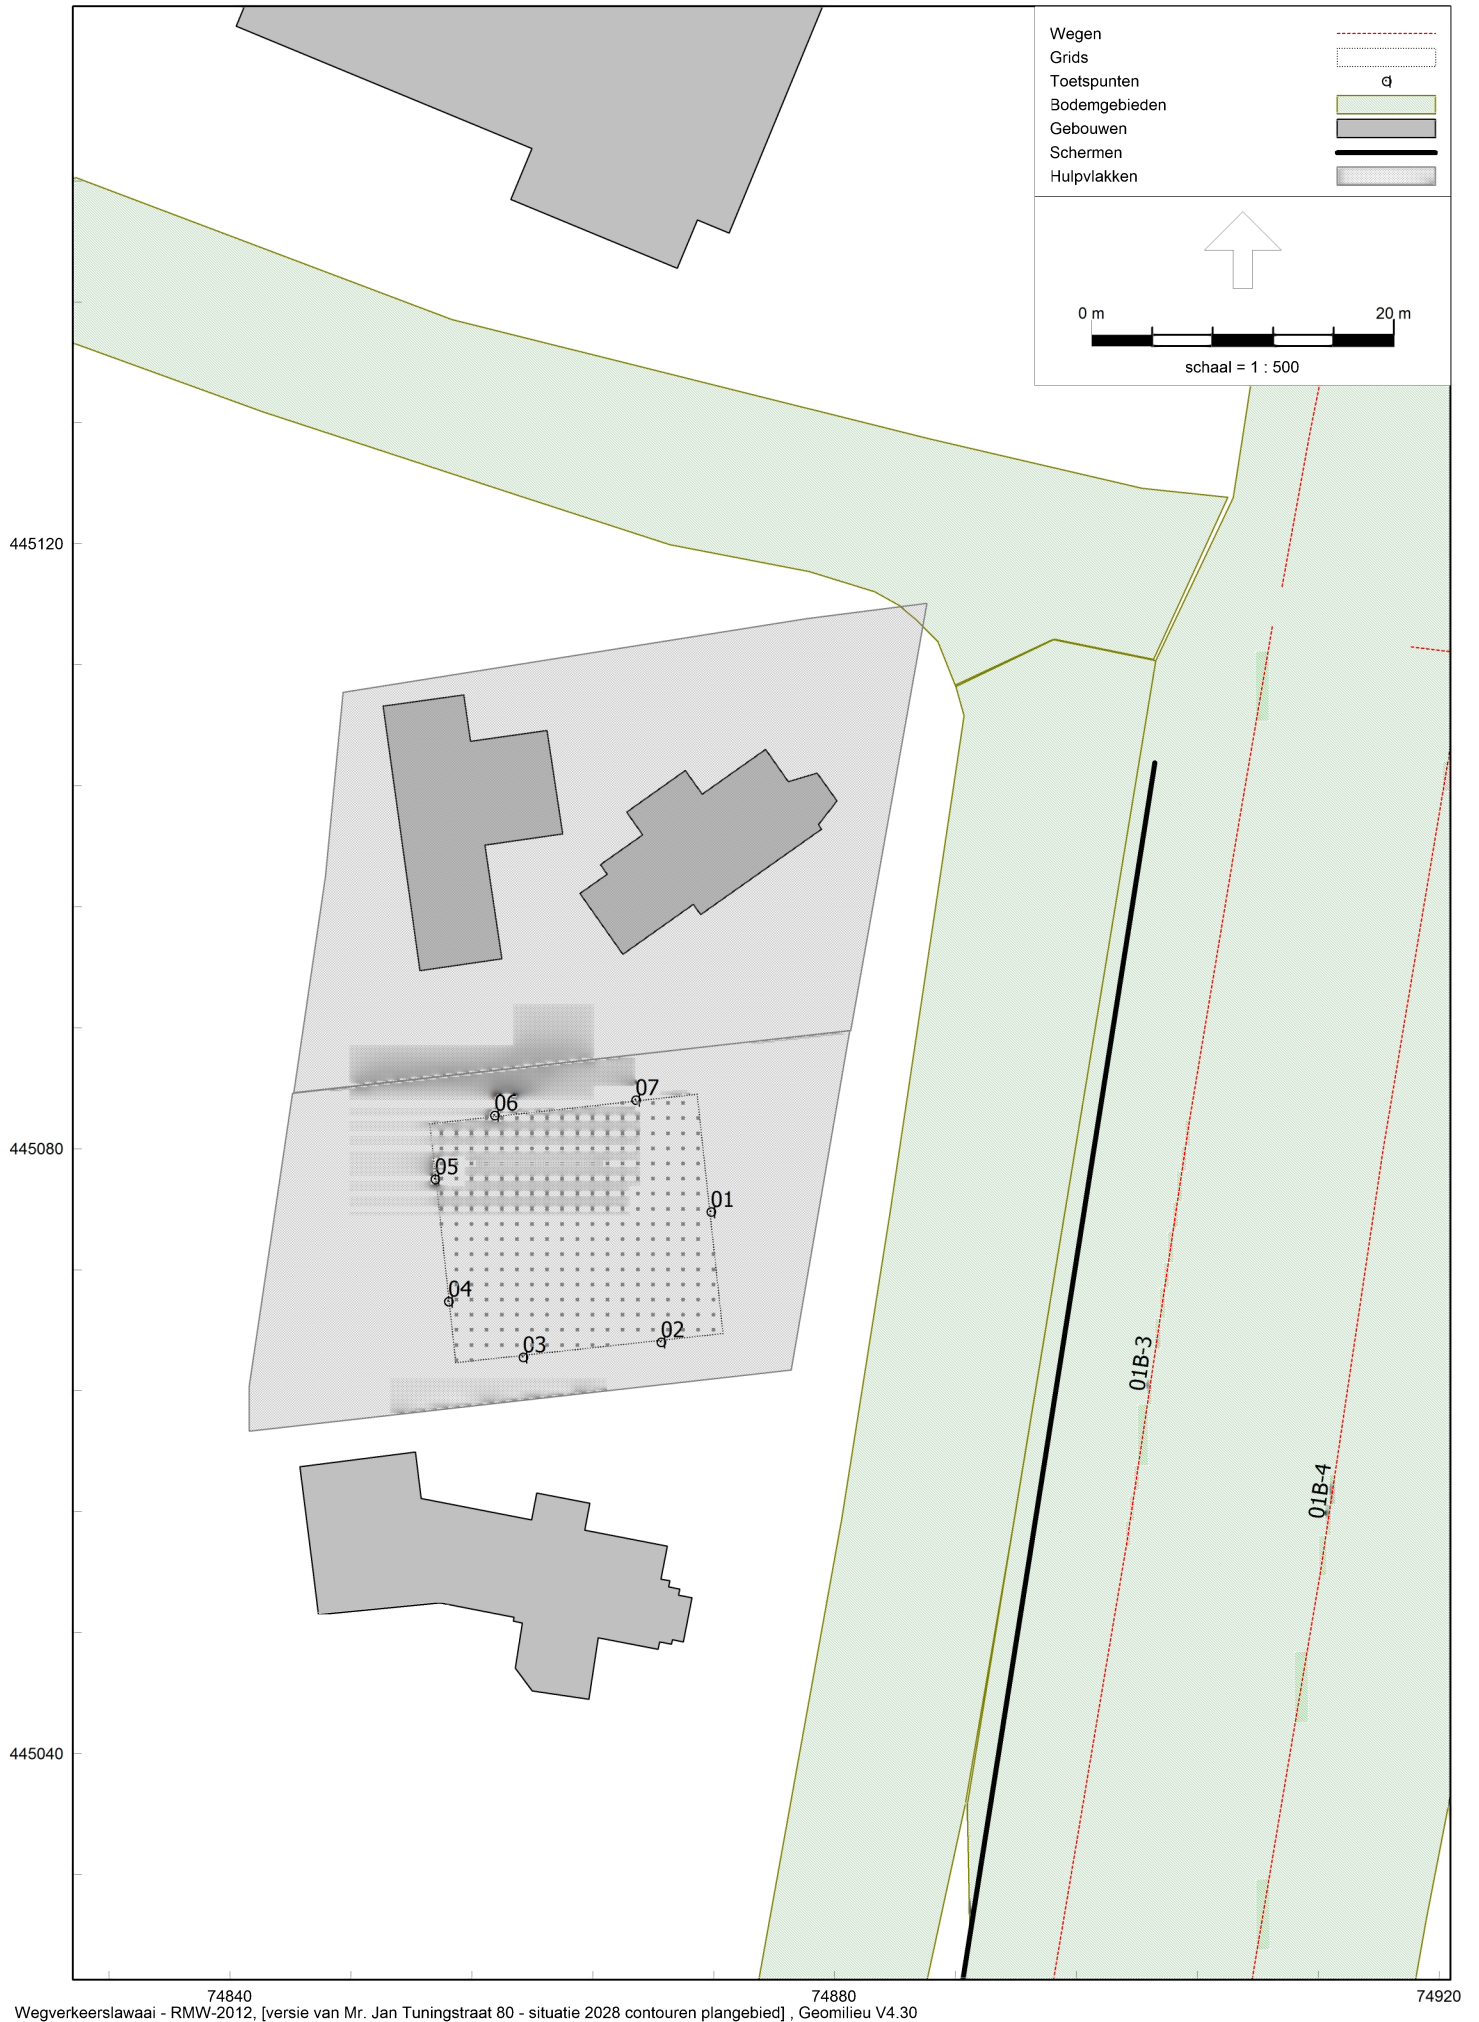 Wegen
Grids
Toetspunten
Bodemgebieden
Gebouwen
Schermen
Hulpvlakken
0 m 20 m
schaal = 1 : 500
445120
07
06
445080
05
01
04
02
03
01B-3
01B-4
445040
74840 74880 74920
Wegverkeerslawaai - RMW-2012, [versie van Mr. Jan Tuningstraat 80 - situatie 2028 contouren plangebied] , Geomilieu V4.30